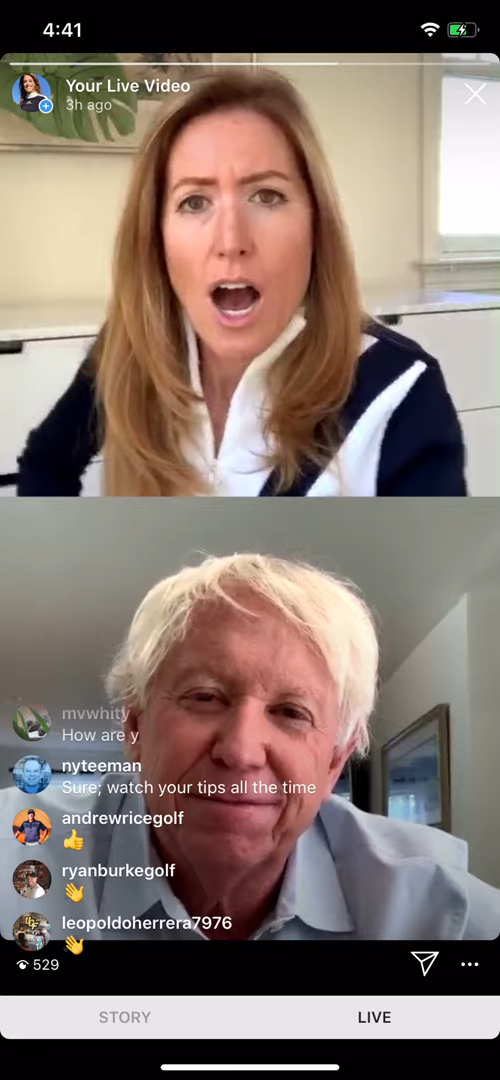 4:41
Your Live Video
3h ago
mvwhity
How are y
nyteeman
Sure; watch your tips all the time
andrewricegolf
👍
ryanburkegolf
👋
leopoldoherrera7976
👋
529
STORY
LIVE